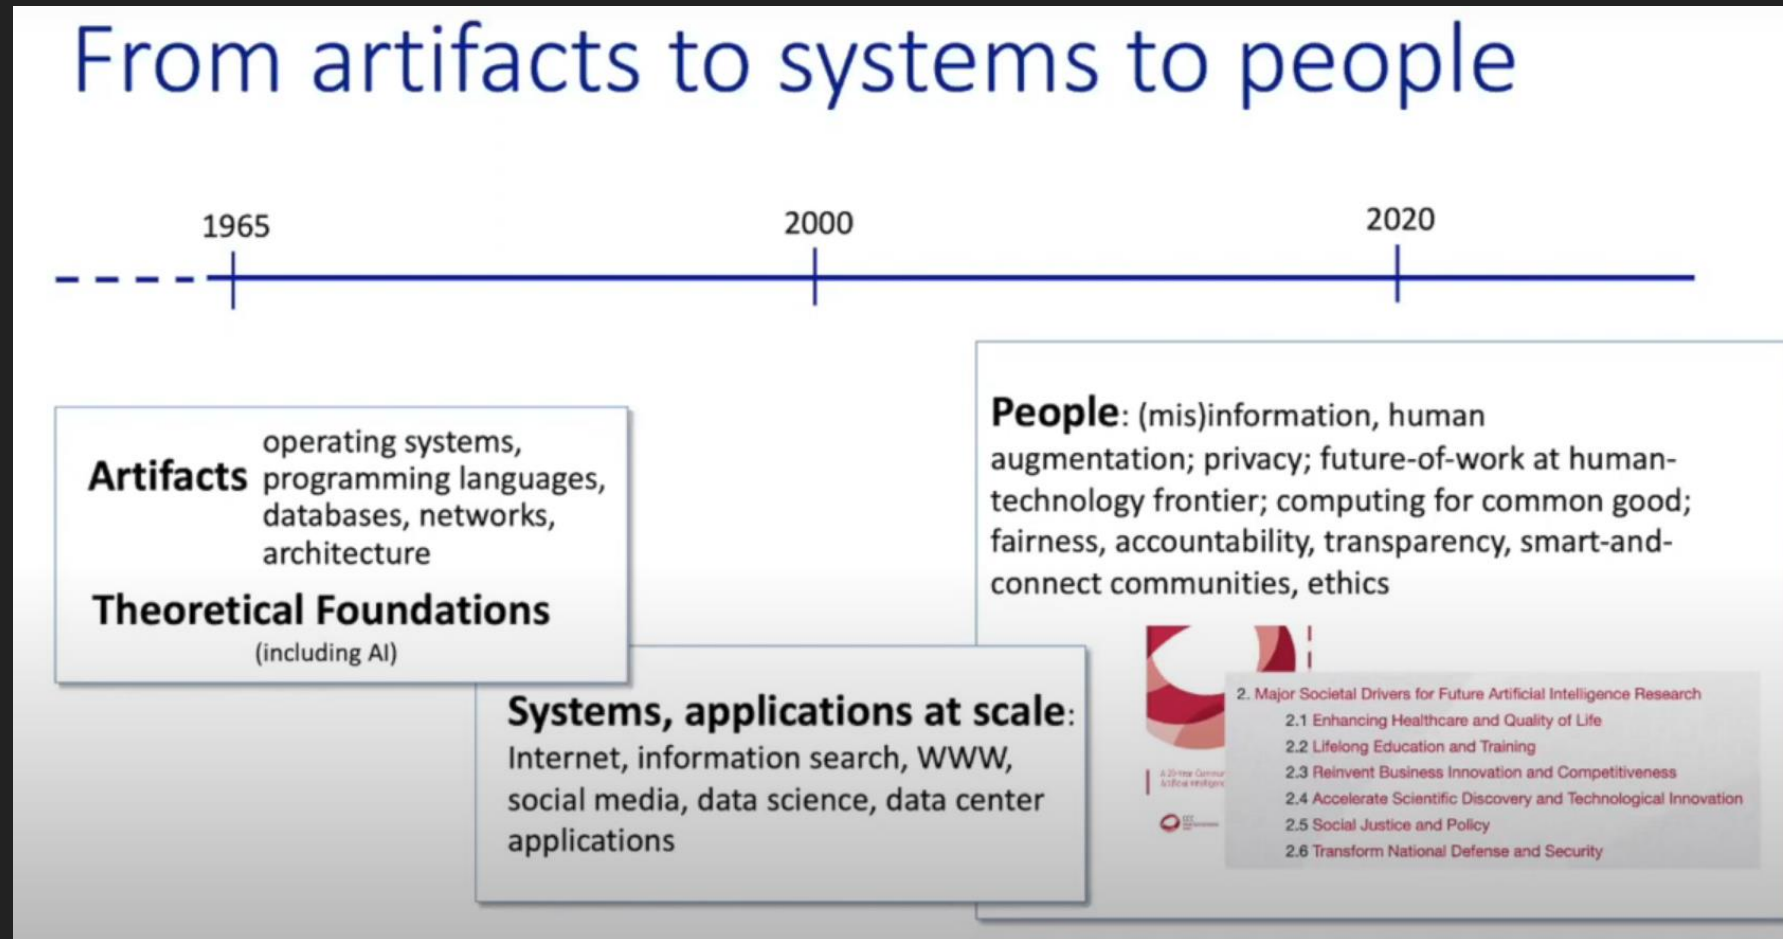 From artifacts to systems to people
1965
2000
2020
Artifacts
operating systems,
programming languages,
databases, networks,
architecture
Theoretical Foundations
(including AI)
Systems, applications at scale:
Internet, information search, WWW,
social media, data science, data center
applications
People: (mis)information, human
augmentation; privacy; future-of-work at human-
technology frontier; computing for common good;
fairness, accountability, transparency, smart-and-
connect communities, ethics
2. Major Societal Drivers for Future Artificial Intelligence Research
2.1 Enhancing Healthcare and Quality of Life
2.2 Lifelong Education and Training
2.3 Reinvent Business Innovation and Competitiveness
2.4 Accelerate Scientific Discovery and Technological Innovation
2.5 Social Justice and Policy
2.6 Transform National Defense and Security
A 20-Year